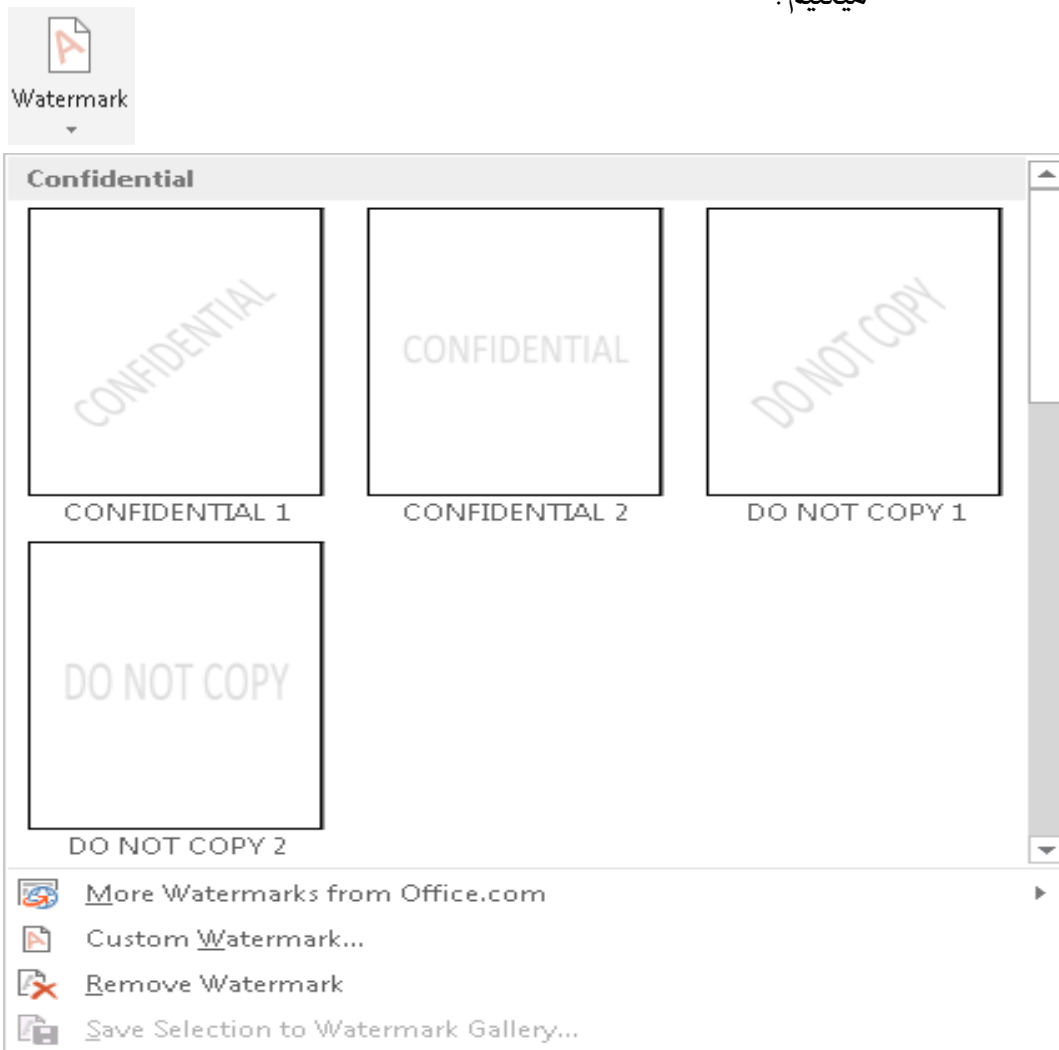 Watermark
Confidential
CONFIDENTIAL
CONFIDENTIAL
DO NOT COPY
CONFIDENTIAL 1
CONFIDENTIAL 2
DO NOT COPY 1
DO NOT COPY
DO NOT COPY 2
More Watermarks from Office.com
Custom Watermark...
Remove Watermark
Save Selection to Watermark Gallery...